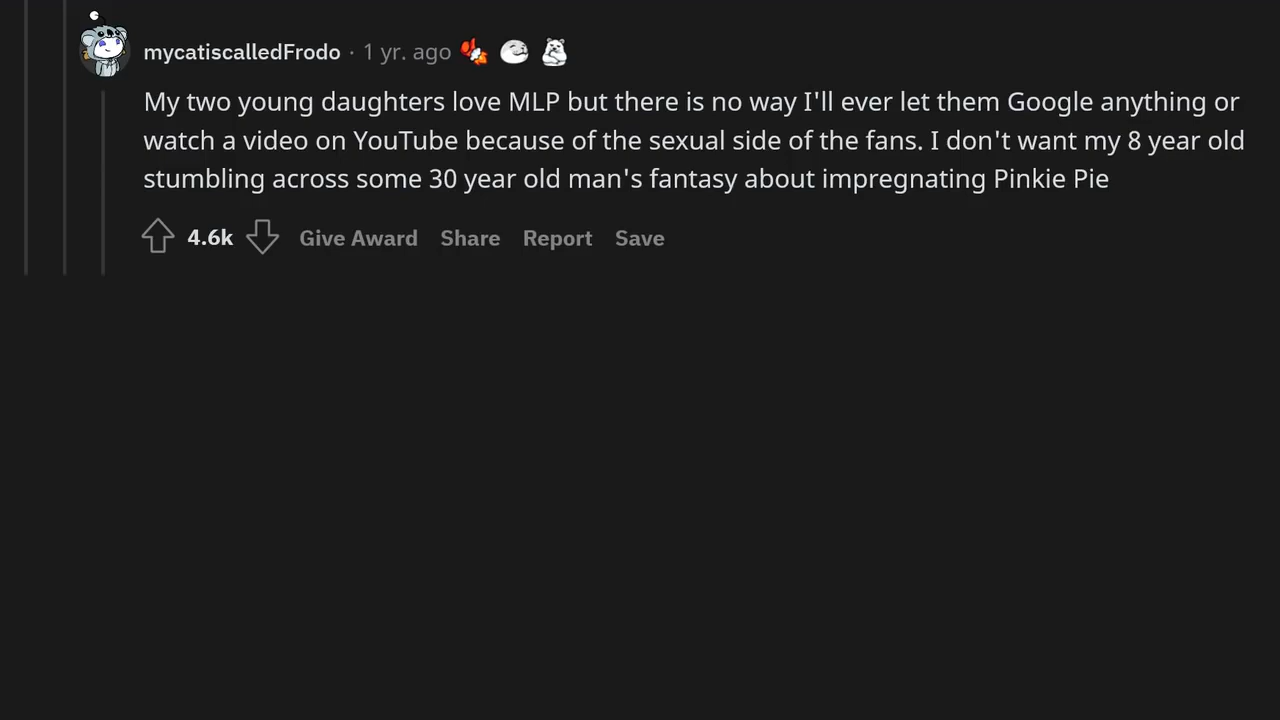 mycatiscalledFrodo · 1 yr. ago
My two young daughters love MLP but there is no way I'll ever let them Google anything or
watch a video on YouTube because of the sexual side of the fans. I don't want my 8 year old
stumbling across some 30 year old man's fantasy about impregnating Pinkie Pie
4.6k Give Award Share Report Save